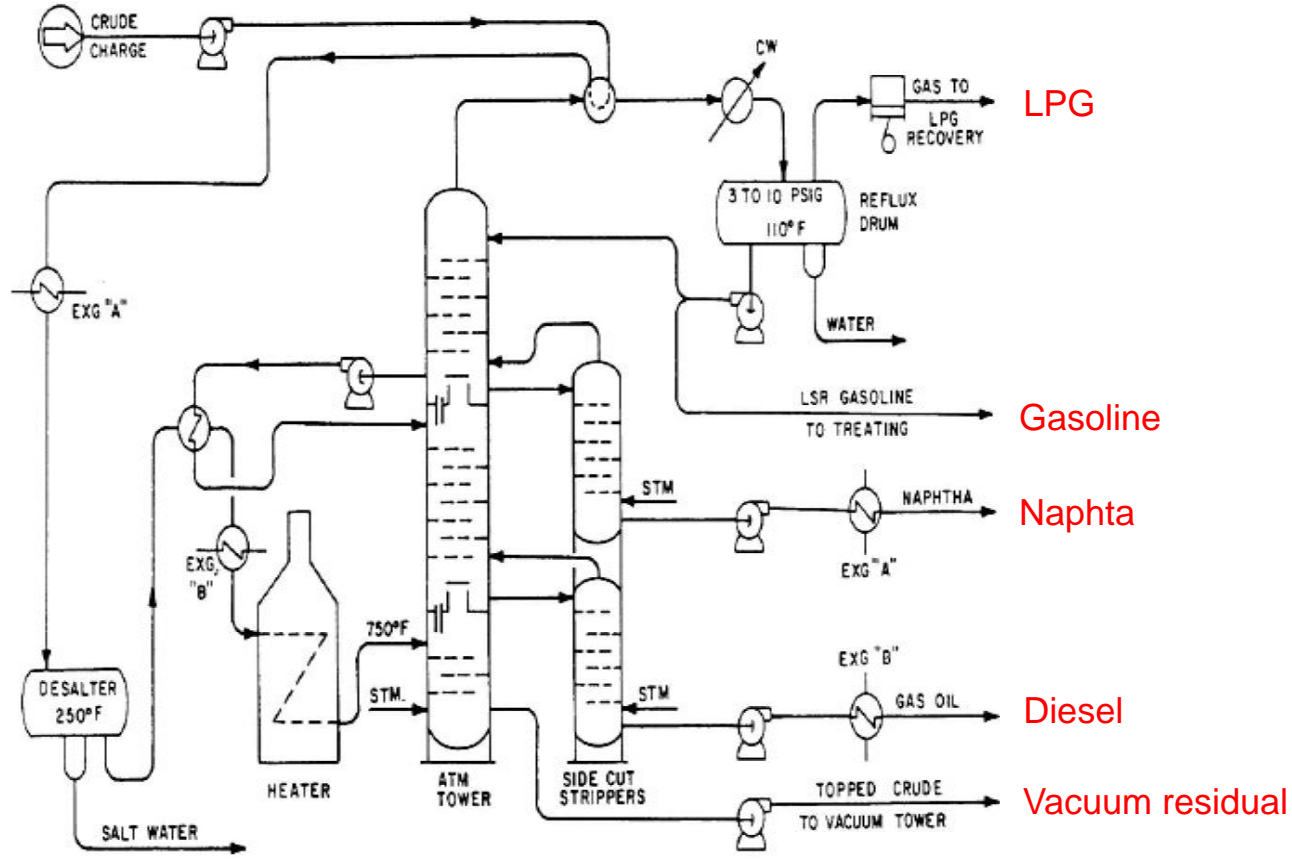 CRUDE
CHARGE
CW
GAS TO
LPG
RECOVERY
LPG
3 TO 10 PSIG
110°F
REFLUX
DRUM
EXG "A"
WATER
LSR GASOLINE
TO TREATING
Gasoline
STM
NAPHTHA
Naphta
EXG "A"
EXG,
"B"
750°F
EXG "B"
DESALTER
250°F
STM.
STM
GAS OIL
Diesel
HEATER
ATM
TOWER
SIDE CUT
STRIPPERS
TOPPED CRUDE
TO VACUUM TOWER
Vacuum residual
SALT WATER